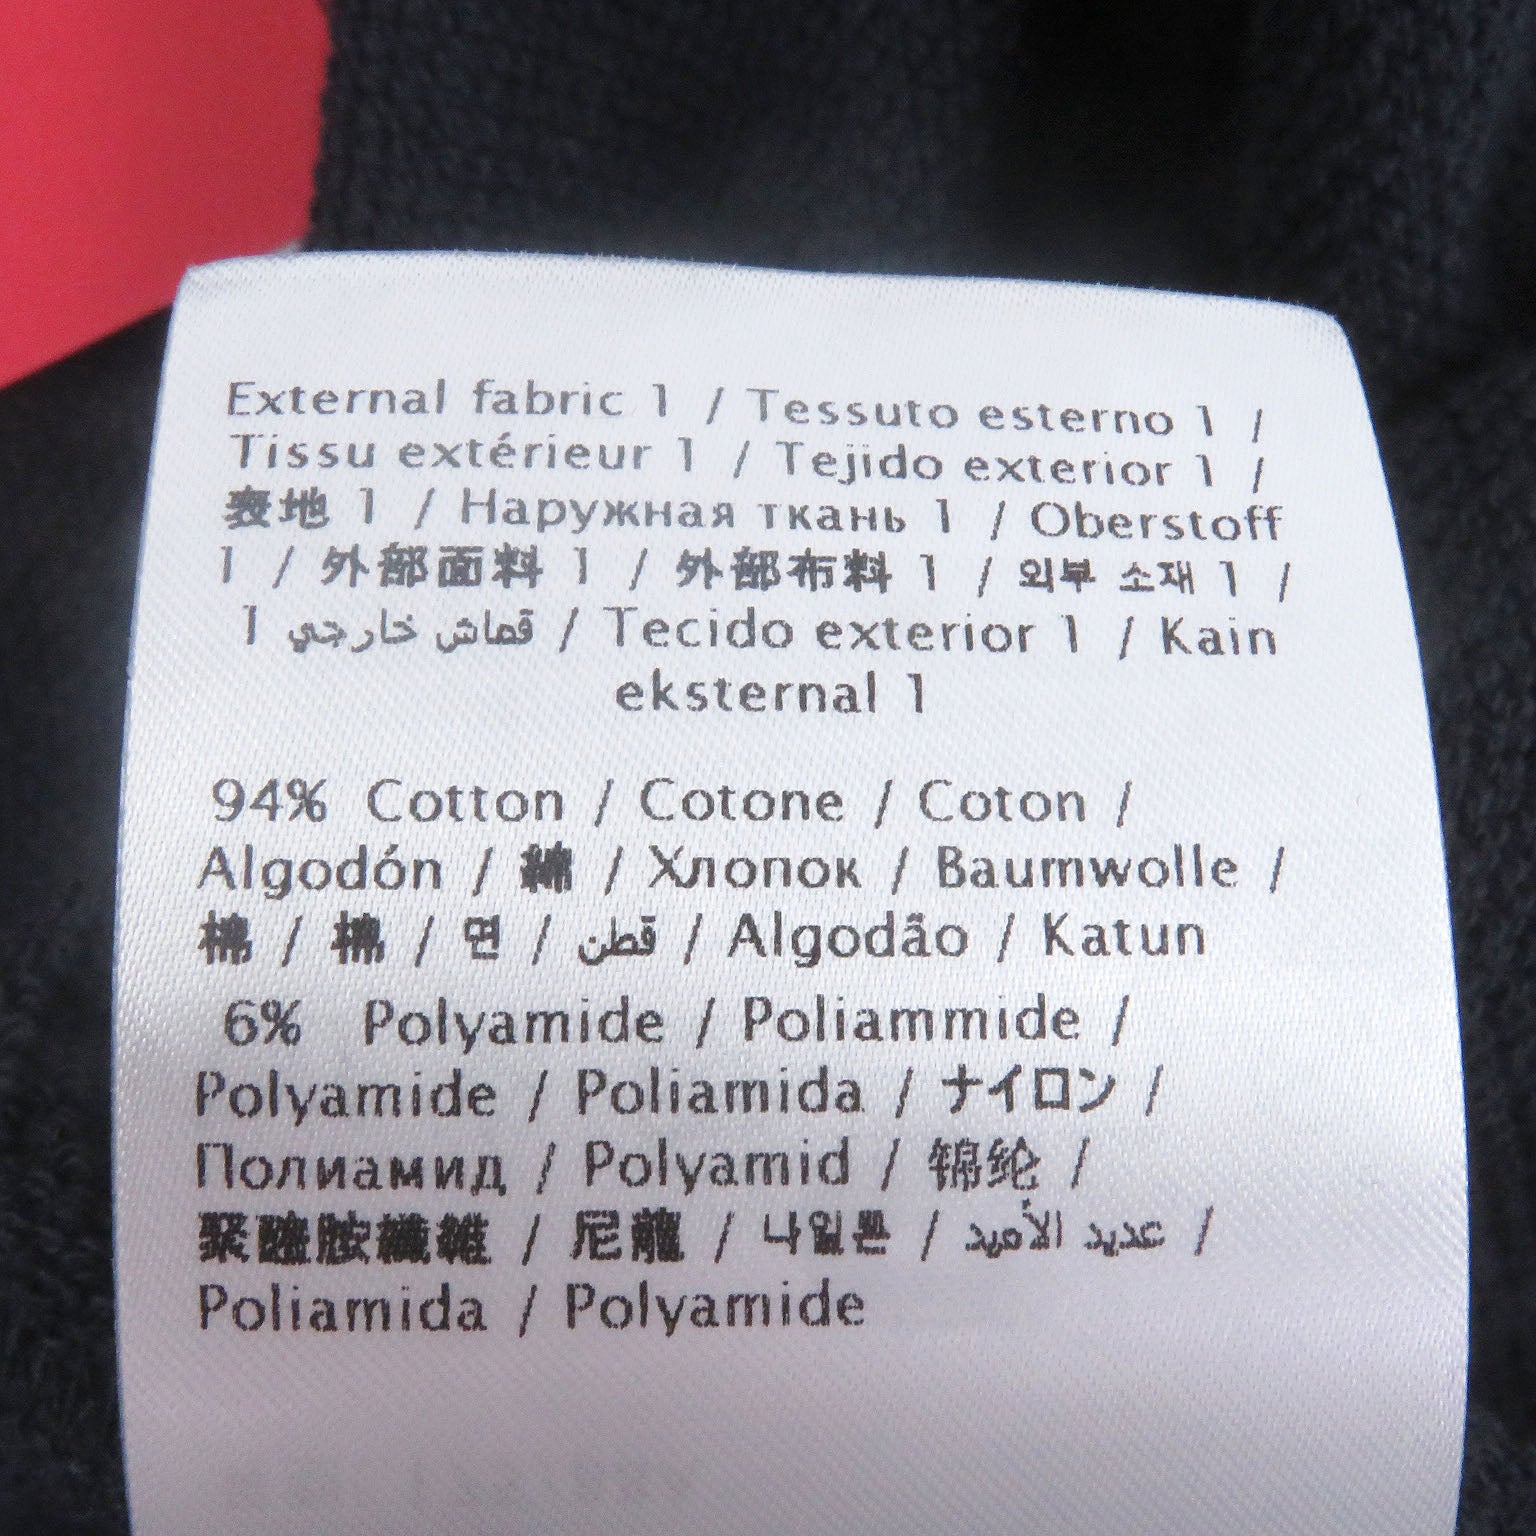 External fabric 1 / Tessuto esterno 1 /
Tissu extérieur 1 / Tejido exterior 1 /
表地 1 / Наружная ткань 1 / Oberstoff
1 / 外部面料 1 / 外部布料 1 / 외부 소재 1 /
قماش خارجي 1 / Tecido exterior 1 / Kain
eksternal 1
94% Cotton / Cotone / Coton /
Algodón / 綿 / Хлопок / Baumwolle /
棉 / 棉 / 면 / قطن / Algodão / Katun
6% Polyamide / Poliammide /
Polyamide / Poliamida / ナイロン /
Полиамид / Polyamid / 锦纶 /
聚醯胺纖維 / 尼龍 / 나일론 / عديد الأميد /
Poliamida / Polyamide